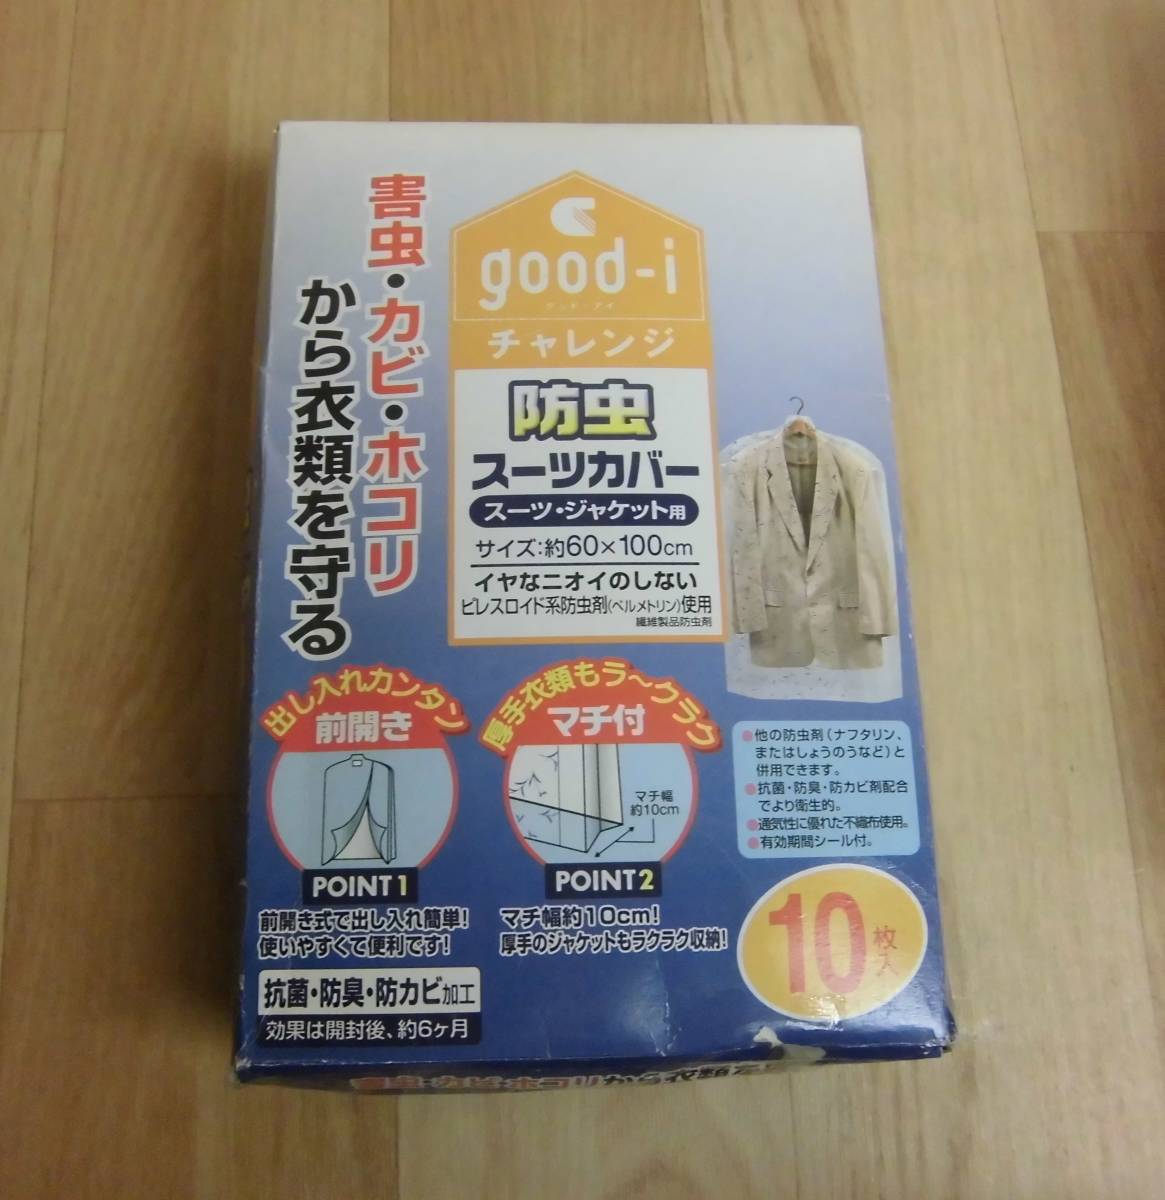 害虫・カビ・ホコリ
から衣類を守る
good-i
グッド・アイ
チャレンジ
防虫
スーツカバー
スーツ・ジャケット用
サイズ:約60×100cm
イヤなニオイのしない
ピレスロイド系防虫剤(ペルメトリン)使用
繊維製品防虫剤
出し入れカンタン
前開き
POINT1
前開き式で出し入れ簡単!
使いやすくて便利です!
厚手衣類もラ〜クラク
マチ付
マチ幅
約10cm
POINT2
マチ幅約10cm!
厚手のジャケットもラクラク収納!
●他の防虫剤(ナフタリン、
またはしょうのうなど)と
併用できます。
●抗菌・防臭・防カビ剤配合
でより衛生的。
●通気性に優れた不織布使用。
●有効期間シール付。
10枚入
抗菌・防臭・防カビ加工
効果は開封後、約6ヶ月
害虫・カビ・ホコリから衣類を